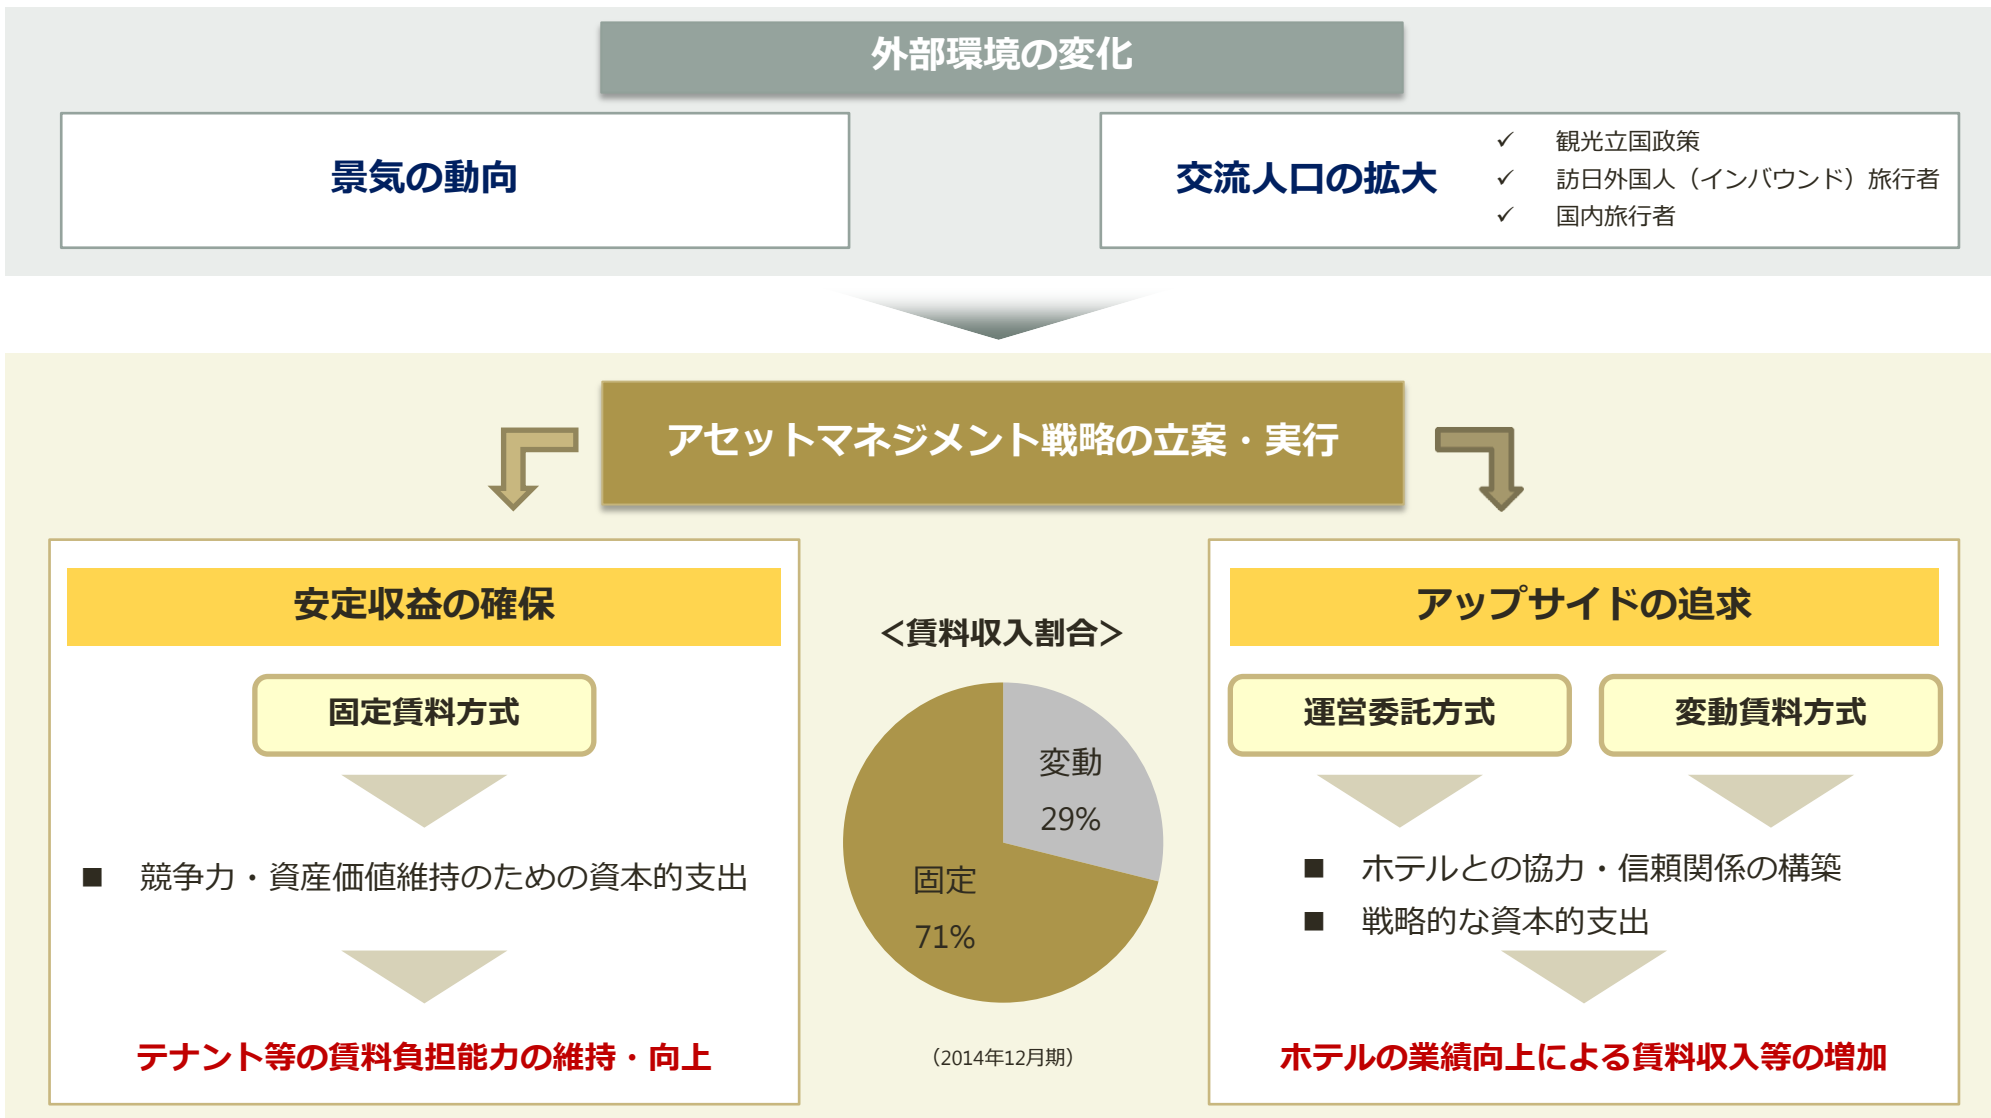 外部環境の変化
景気の動向
交流人口の拡大
✓ 観光立国政策
✓ 訪日外国人（インバウンド）旅行者
✓ 国内旅行者
アセットマネジメント戦略の立案・実行
安定収益の確保
固定賃料方式
■ 競争力・資産価値維持のための資本的支出
テナント等の賃料負担能力の維持・向上
＜賃料収入割合＞
変動
29%
固定
71%
（2014年12月期）
アップサイドの追求
運営委託方式
変動賃料方式
■ ホテルとの協力・信頼関係の構築
■ 戦略的な資本的支出
ホテルの業績向上による賃料収入等の増加